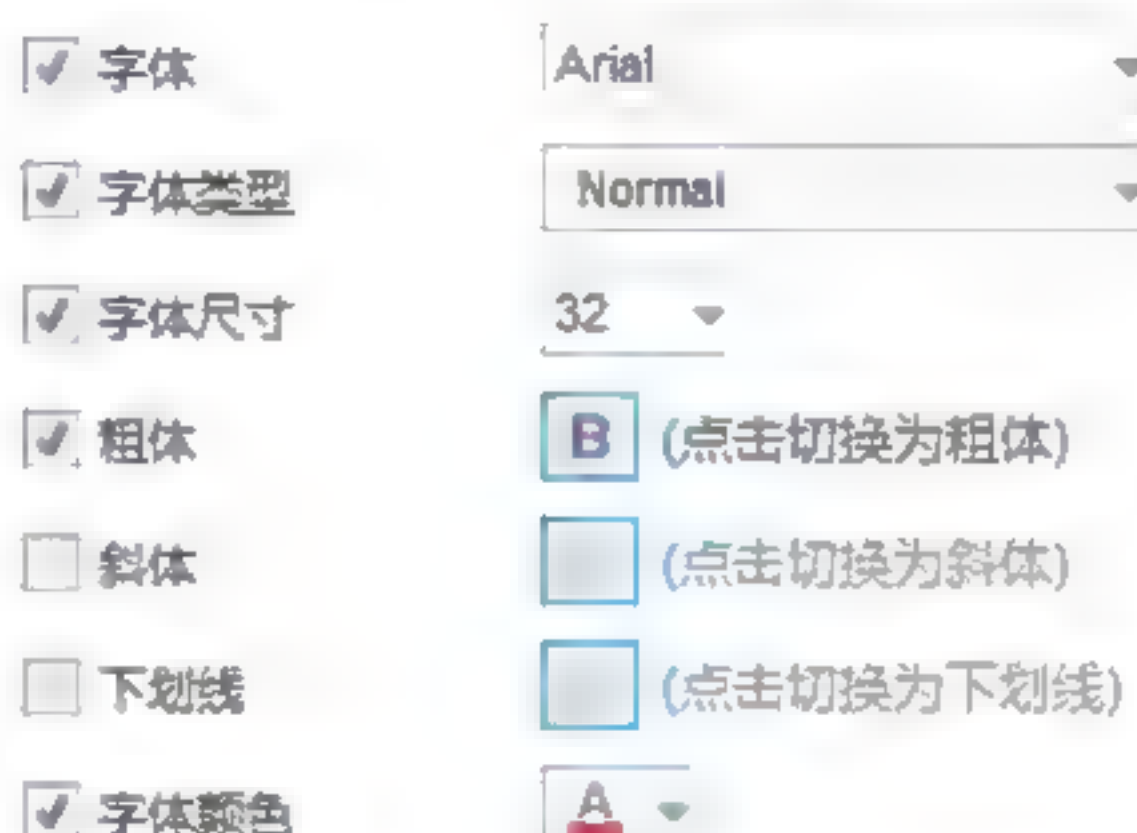 字体 Arial
字体类型 Normal
字体尺寸 32
粗体 B (点击切换为粗体)
斜体 (点击切换为斜体)
下划线 (点击切换为下划线)
字体颜色 A